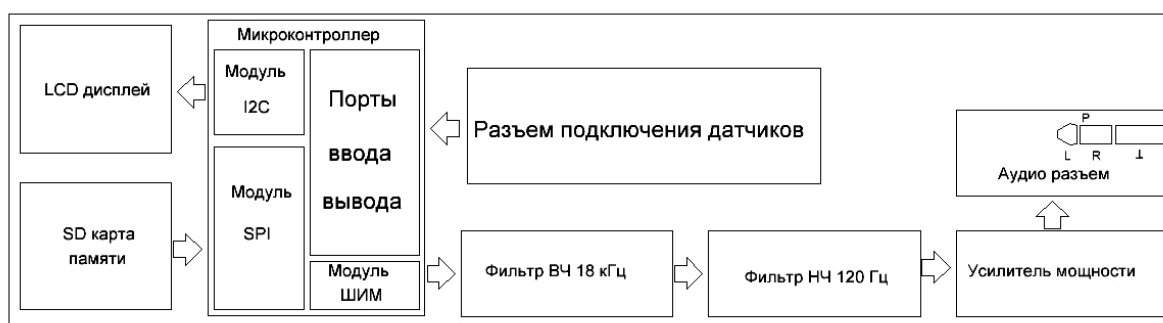 Микроконтроллер
LCD дисплей
Модуль
I2C
Порты
ввода
вывода
Разъем подключения датчиков
P
L R ⊥
Аудио разъем
SD карта
памяти
Модуль
SPI
Модуль
ШИМ
Фильтр ВЧ 18 кГц
Фильтр НЧ 120 Гц
Усилитель мощности